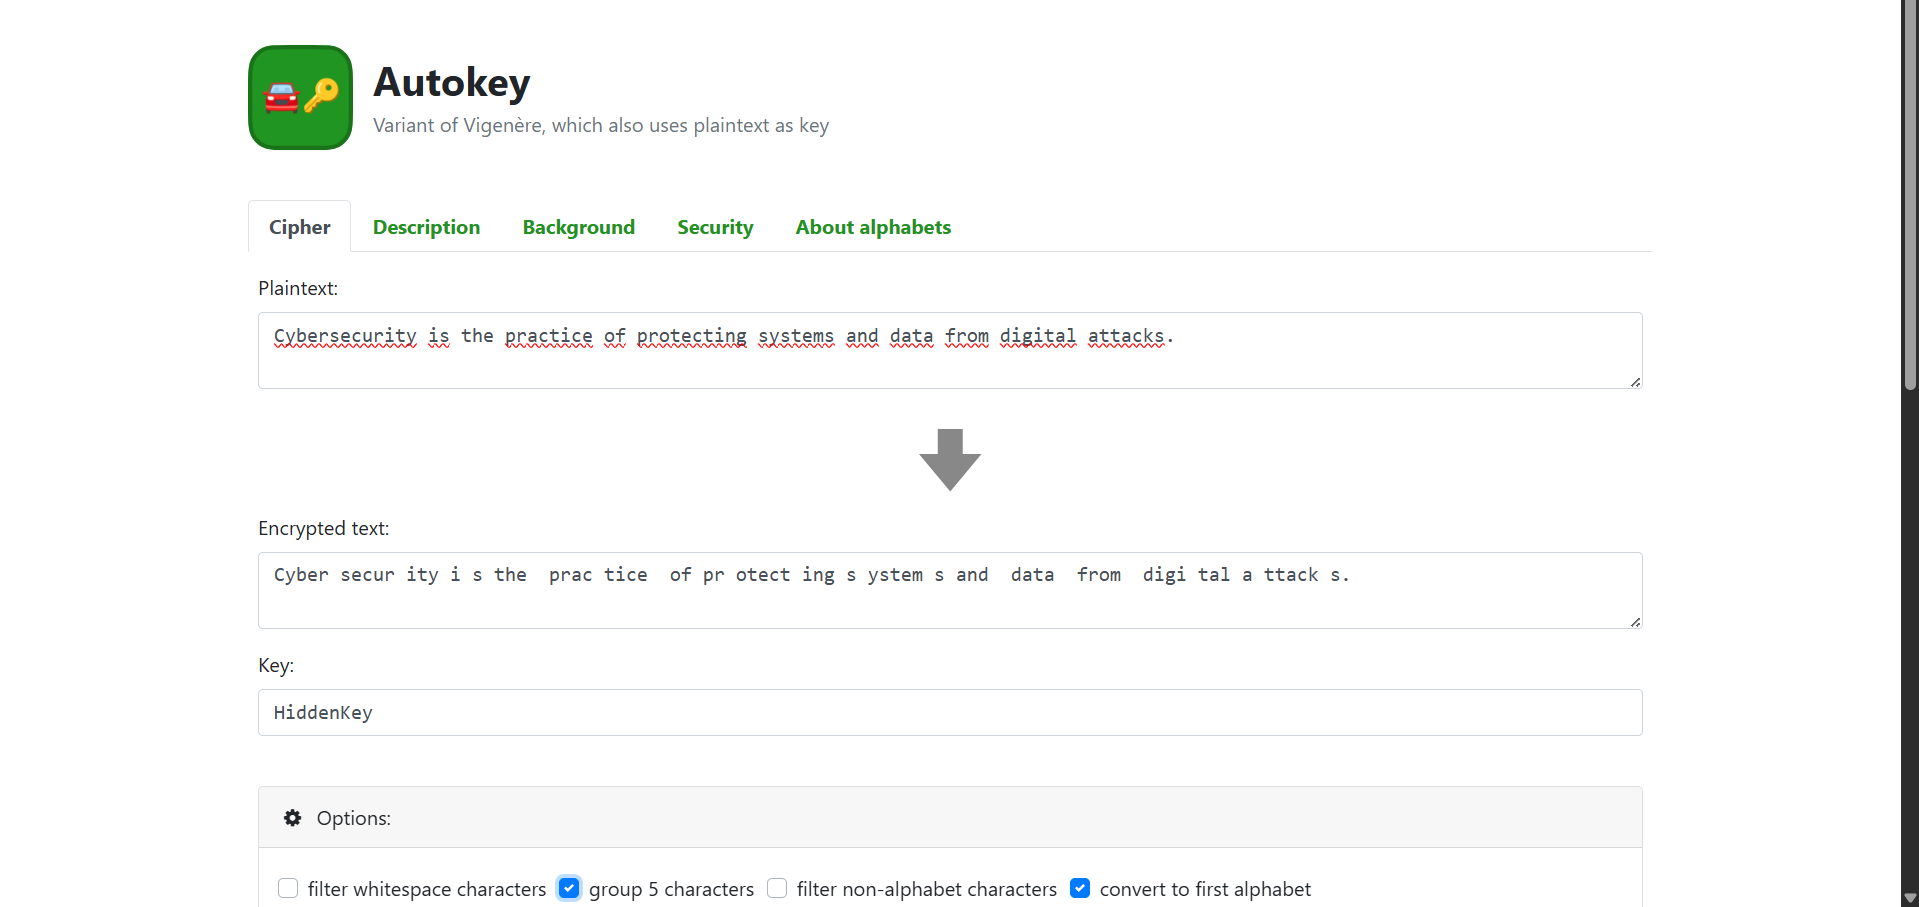 Autokey
Variant of Vigenère, which also uses plaintext as key
Cipher Description Background Security About alphabets
Plaintext:
Cybersecurity is the practice of protecting systems and data from digital attacks.
Encrypted text:
Cyber secur ity i s the  prac tice  of pr otect ing s ystem s and  data  from  digi tal a ttack s.
Key:
HiddenKey
Options:
filter whitespace characters group 5 characters filter non-alphabet characters convert to first alphabet